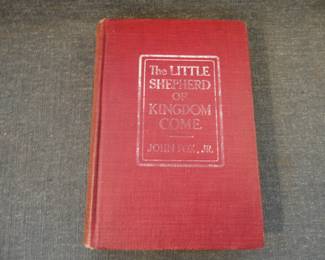 The LITTLE
SHEPHERD
OF
KINGDOM
COME
JOHN FOX, JR.